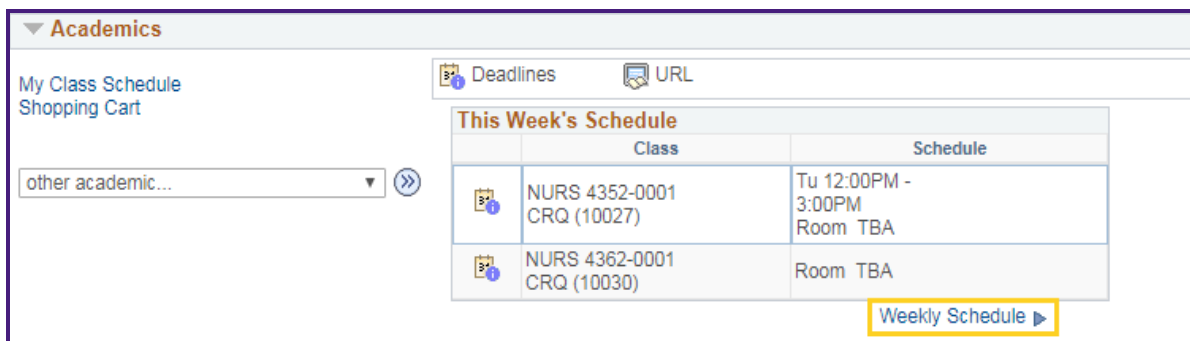 Academics
My Class Schedule
Shopping Cart
other academic...
Deadlines
URL
This Week's Schedule
Class Schedule
NURS 4352-0001
CRQ (10027)
Tu 12:00PM -
3:00PM
Room TBA
NURS 4362-0001
CRQ (10030)
Room TBA
Weekly Schedule